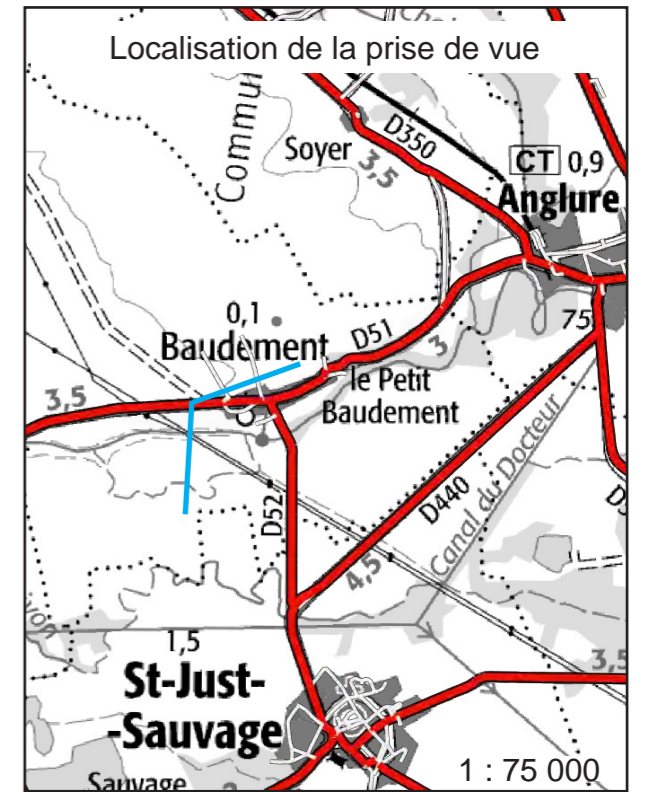 Localisation de la prise de vue
Commu
Soyer
3,5
D350
CT 0,9
Anglure
0,1
Baudement
D51
3
75
3,5
le Petit
Baudement
D52
D440
4,5
Canal du Docteur
1,5
St-Just-
-Sauvage
3,5
Sauvage
1 : 75 000